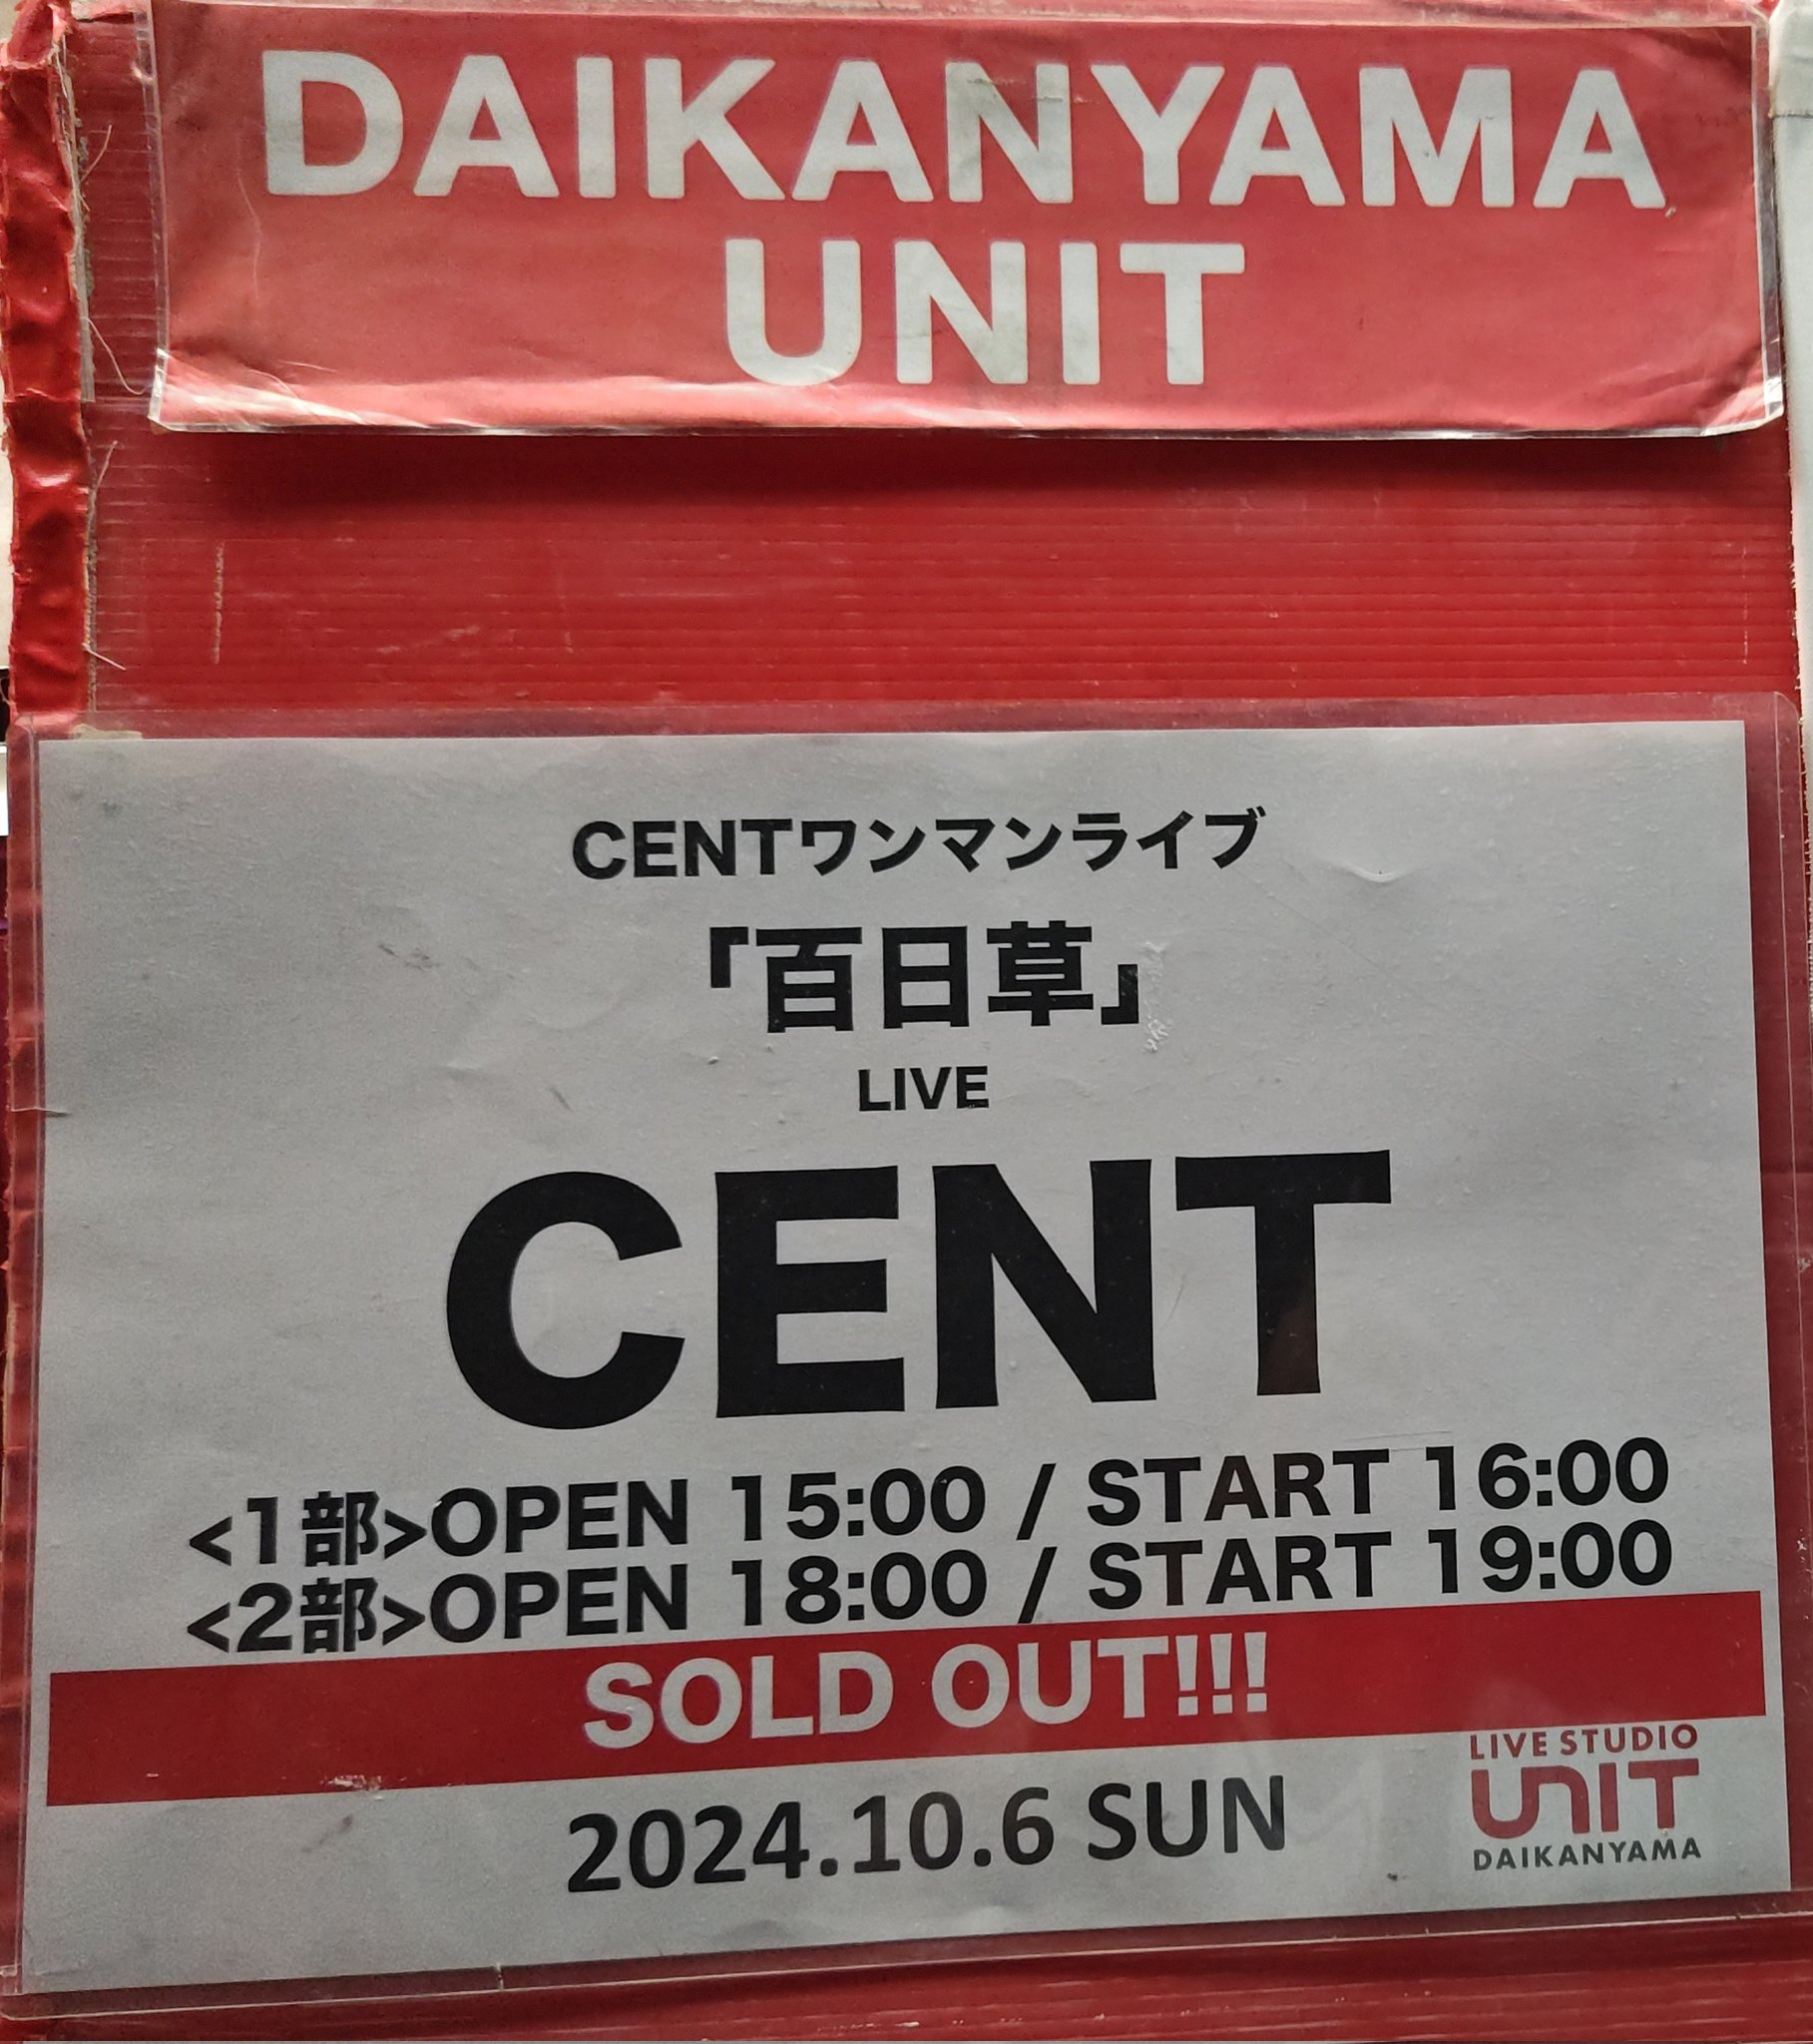 DAIKANYAMA
UNIT
CENTワンマンライブ
「百日草」
LIVE
CENT
<1部>OPEN 15:00 / START 16:00
<2部>OPEN 18:00 / START 19:00
SOLD OUT!!!
2024.10.6 SUN
LIVE STUDIO
UNIT
DAIKANYAMA